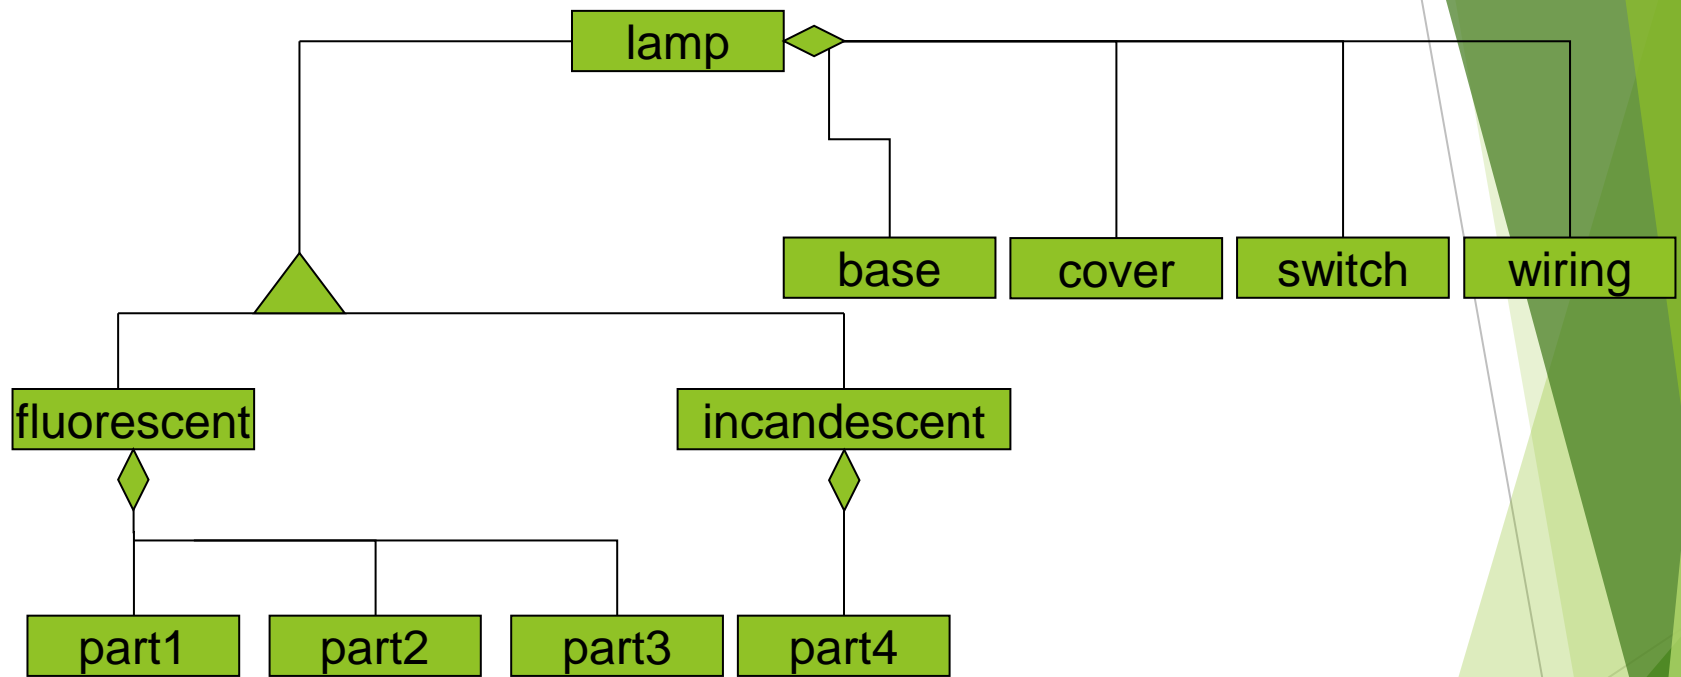 lamp
base
cover
switch
wiring
fluorescent
incandescent
part1
part2
part3
part4